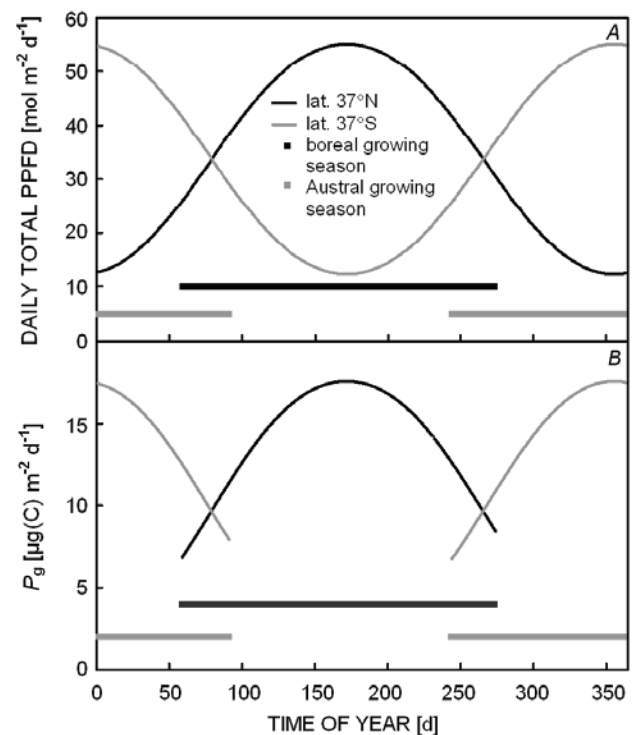 A
60
50
40
30
20
10
0
DAILY TOTAL PPFD [mol m⁻² d⁻¹]
lat. 37°N
lat. 37°S
boreal growing
season
Austral growing
season
B
15
10
5
0
Pg [µg(C) m⁻² d⁻¹]
0 50 100 150 200 250 300 350
TIME OF YEAR [d]